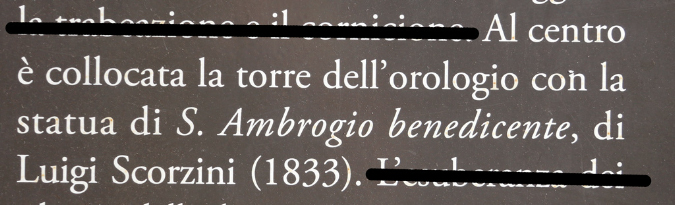 Al centro
è collocata la torre dell’orologio con la
statua di S. Ambrogio benedicente, di
Luigi Scorzini (1833).